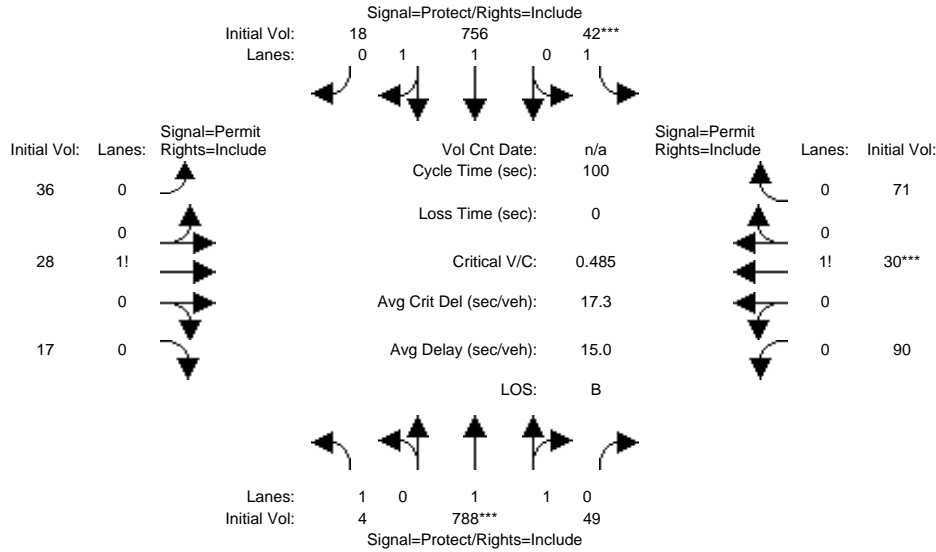 Signal=Protect/Rights=Include
Initial Vol: 18 756 42***
Lanes: 0 1 1 0 1
Signal=Permit
Initial Vol: Lanes: Rights=Include
Vol Cnt Date: n/a
Signal=Permit
Rights=Include Lanes: Initial Vol:
Cycle Time (sec): 100
36 0
0 71
Loss Time (sec): 0
0
0
28 1!
Critical V/C: 0.485
1! 30***
0
Avg Crit Del (sec/veh): 17.3
0
17 0
Avg Delay (sec/veh): 15.0
0 90
LOS: B
Lanes: 1 0 1 1 0
Initial Vol: 4 788*** 49
Signal=Protect/Rights=Include